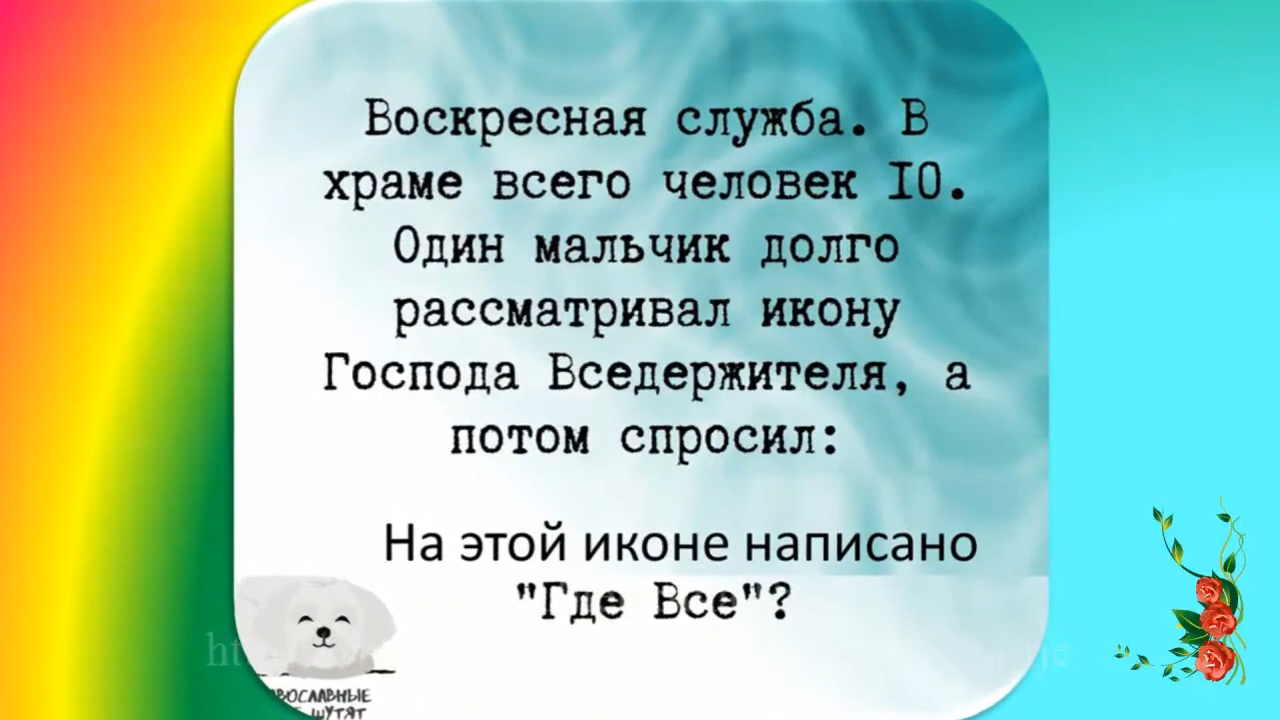 Воскресная служба. В
храме всего человек 10.
Один мальчик долго
рассматривал икону
Господа Вседержителя, а
потом спросил:
На этой иконе написано
"Где Все"?
ШУТЯТ